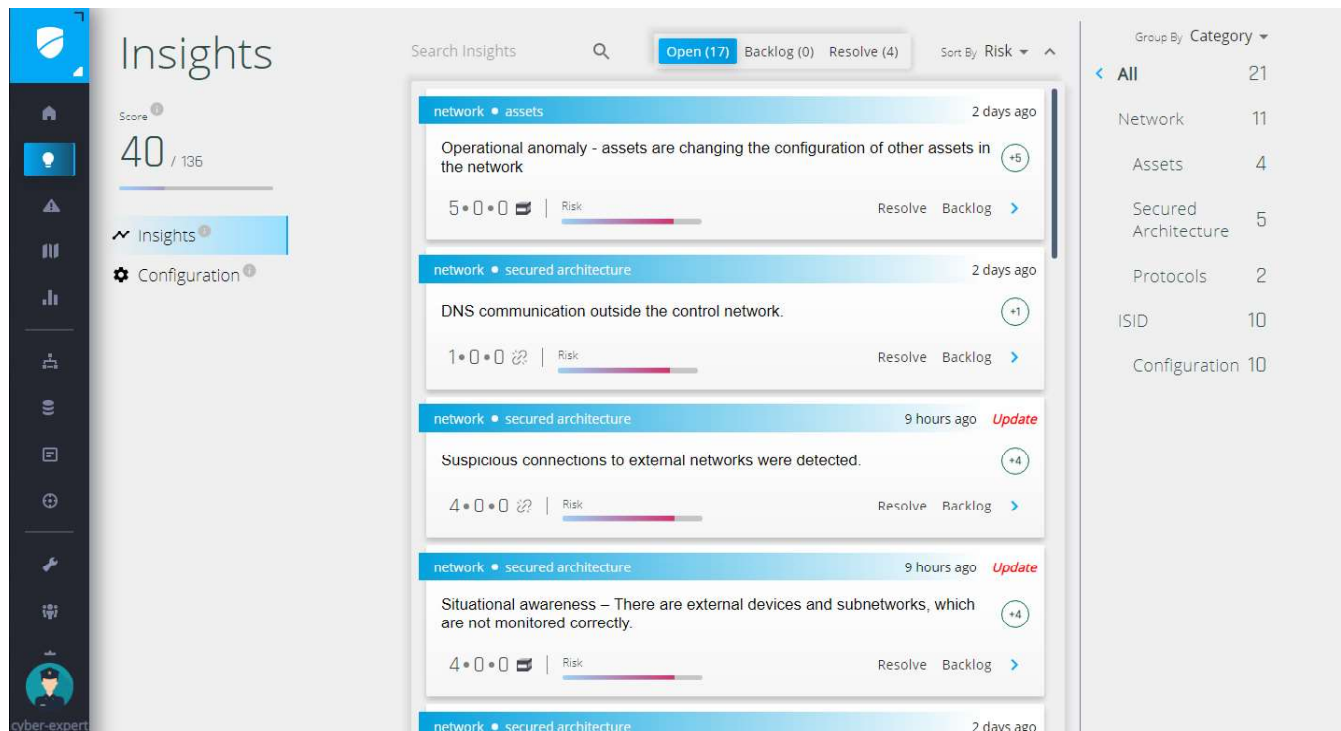 Insights
Score
40 / 136
Insights
Configuration
cyber-expert
Search Insights
Open (17) Backlog (0) Resolve (4)
Sort By Risk
network • assets 2 days ago
Operational anomaly - assets are changing the configuration of other assets in
the network
+5
5•0•0 Risk Resolve Backlog
network • secured architecture 2 days ago
DNS communication outside the control network.
+1
1•0•0 Risk Resolve Backlog
network • secured architecture 9 hours ago Update
Suspicious connections to external networks were detected.
+4
4•0•0 Risk Resolve Backlog
network • secured architecture 9 hours ago Update
Situational awareness – There are external devices and subnetworks, which
are not monitored correctly.
+4
4•0•0 Risk Resolve Backlog
network • secured architecture 2 days ago
Group By Category
All 21
Network 11
Assets 4
Secured
Architecture 5
Protocols 2
ISID 10
Configuration 10